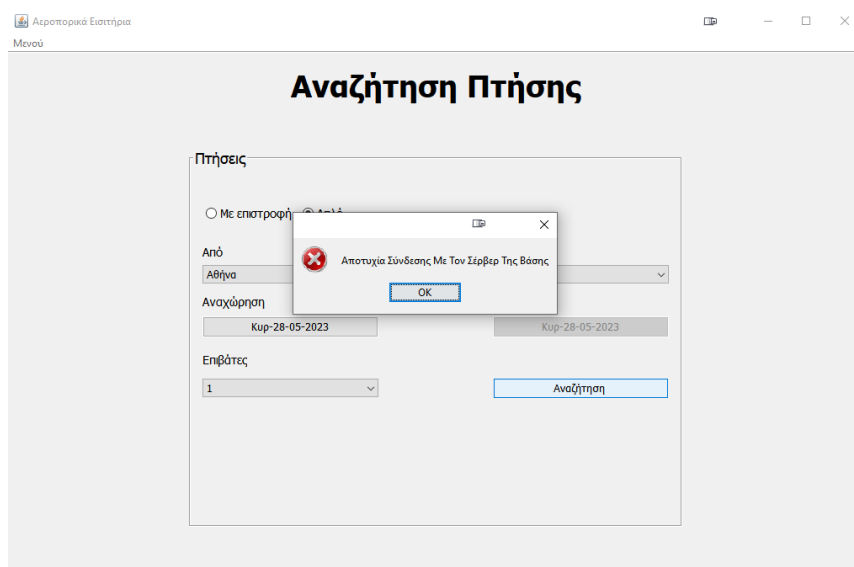 Αεροπορικά Εισιτήρια
Μενού
Αναζήτηση Πτήσης
Πτήσεις
Με επιστροφή
Αποτυχία Σύνδεσης Με Τον Σέρβερ Της Βάσης
OK
Από
Αθήνα
Αναχώρηση
Κυρ-28-05-2023 Κυρ-28-05-2023
Επιβάτες
1 Αναζήτηση